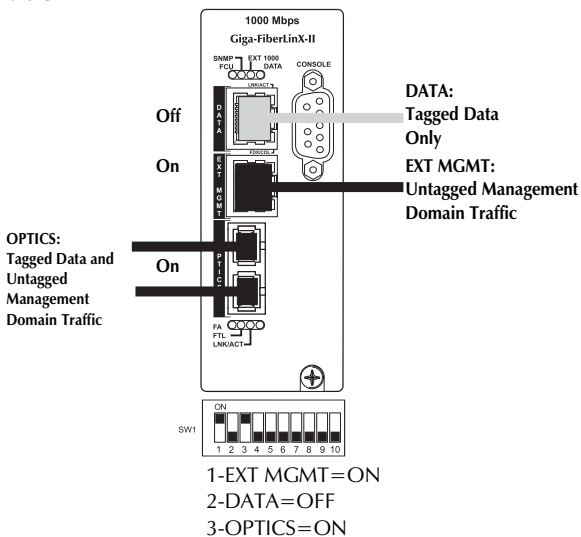 1000 Mbps
Giga-FiberLinX-II
SNMP EXT 1000
FCU DATA
CONSOLE
LNK/ACT
DATA
FDX/COL
EXT MGMT
Off
On
DATA:
Tagged Data
Only
EXT MGMT:
Untagged Management
Domain Traffic
OPTICS:
Tagged Data and
Untagged
Management
Domain Traffic
On
FA
FTL
LNK/ACT
ON
SW1
1 2 3 4 5 6 7 8 9 10
1-EXT MGMT=ON
2-DATA=OFF
3-OPTICS=ON